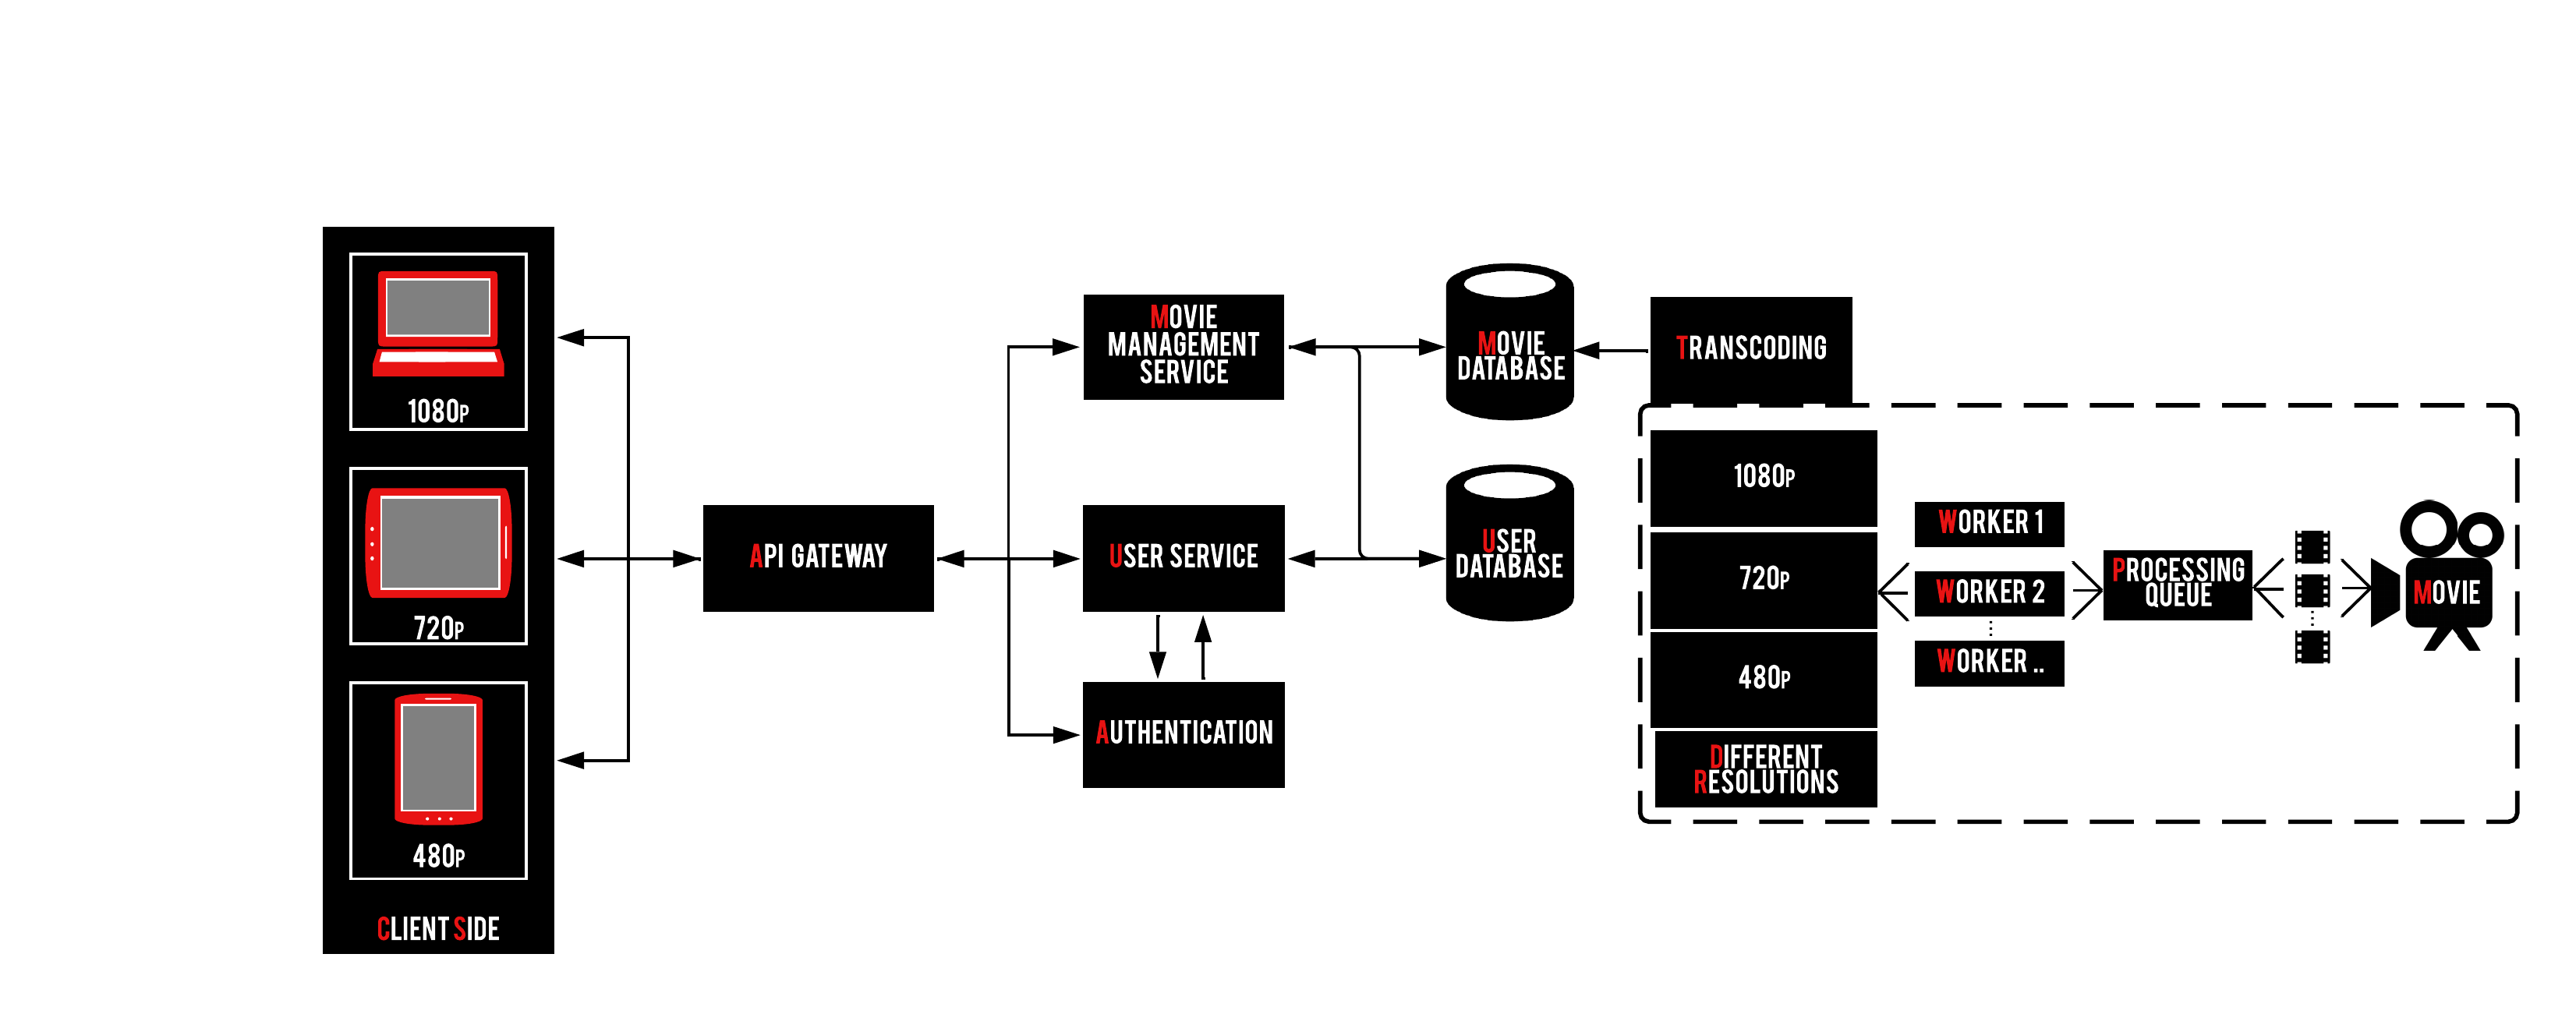 1080p
720p
480p
CLIENT SIDE
API GATEWAY
MOVIE
MANAGEMENT
SERVICE
USER SERVICE
AUTHENTICATION
MOVIE
DATABASE
USER
DATABASE
TRANSCODING
1080p
720p
480p
DIFFERENT
RESOLUTIONS
WORKER 1
WORKER 2
WORKER ..
PROCESSING
QUEUE
MOVIE